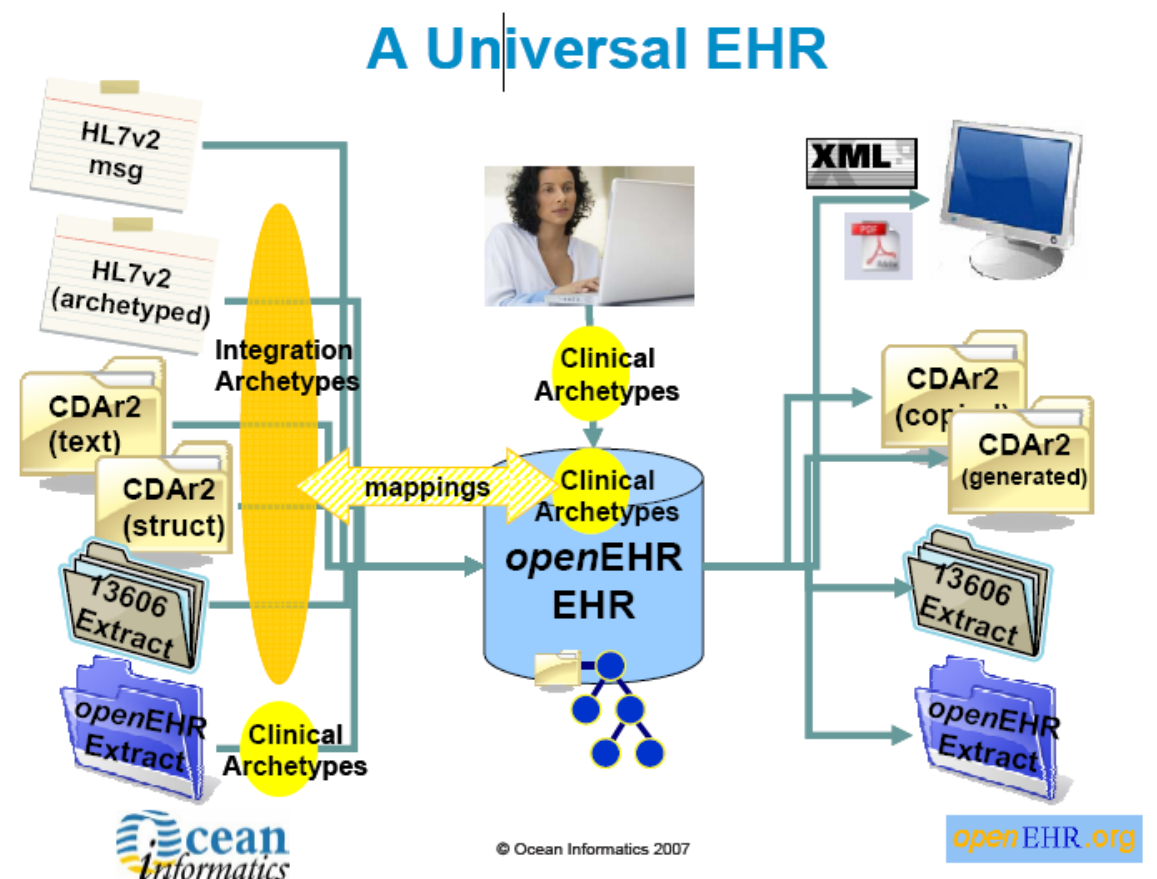 A Universal EHR
HL7v2
msg
HL7v2
(archetyped)
Integration
Archetypes
CDAr2
(text)
CDAr2
(struct)
13606
Extract
openEHR
Extract
Clinical
Archetypes
Clinical
Archetypes
mappings
Clinical
Archetypes
openEHR
EHR
XML
PDF
Adobe
CDAr2
CDAr2
(generated)
13606
Extract
openEHR
Extract
Ocean
informatics
© Ocean Informatics 2007
openEHR.org